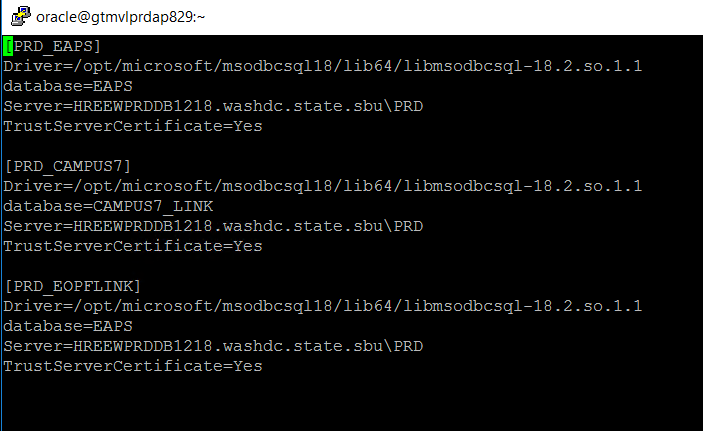 oracle@gtmvlprdap829:~
[PRD_EAPS]
Driver=/opt/microsoft/msodbcsql18/lib64/libmsodbcsql-18.2.so.1.1
database=EAPS
Server=HREEWPRDDB1218.washdc.state.sbu\PRD
TrustServerCertificate=Yes
[PRD_CAMPUS7]
Driver=/opt/microsoft/msodbcsql18/lib64/libmsodbcsql-18.2.so.1.1
database=CAMPUS7_LINK
Server=HREEWPRDDB1218.washdc.state.sbu\PRD
TrustServerCertificate=Yes
[PRD_EOPFLINK]
Driver=/opt/microsoft/msodbcsql18/lib64/libmsodbcsql-18.2.so.1.1
database=EAPS
Server=HREEWPRDDB1218.washdc.state.sbu\PRD
TrustServerCertificate=Yes